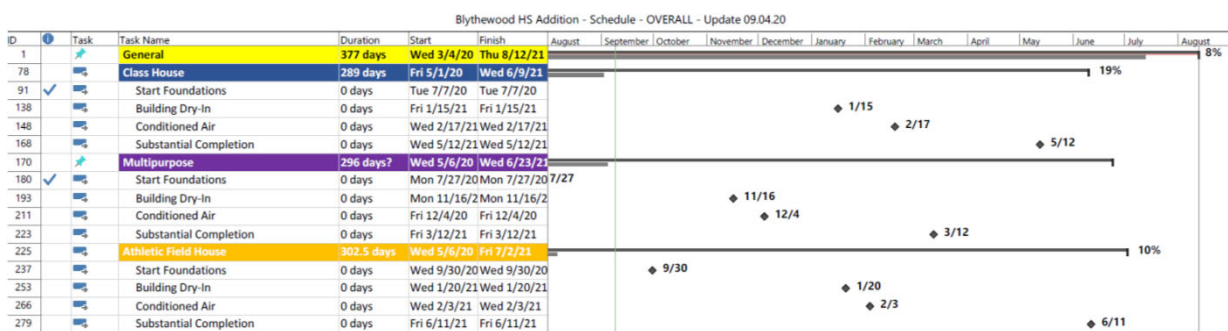 Blythewood HS Addition - Schedule - OVERALL - Update 09.04.20
ID Task Task Name Duration Start Finish August September October November December January February March April May June July August
1 General 377 days Wed 3/4/20 Thu 8/12/21 8%
78 Class House 289 days Fri 5/1/20 Wed 6/9/21 19%
91 Start Foundations 0 days Tue 7/7/20 Tue 7/7/20
138 Building Dry-In 0 days Fri 1/15/21 Fri 1/15/21 1/15
148 Conditioned Air 0 days Wed 2/17/21 Wed 2/17/21 2/17
168 Substantial Completion 0 days Wed 5/12/21 Wed 5/12/21 5/12
170 Multipurpose 296 days? Wed 5/6/20 Wed 6/23/21
180 Start Foundations 0 days Mon 7/27/20 Mon 7/27/20 7/27
193 Building Dry-In 0 days Mon 11/16/2 Mon 11/16/2 11/16
211 Conditioned Air 0 days Fri 12/4/20 Fri 12/4/20 12/4
223 Substantial Completion 0 days Fri 3/12/21 Fri 3/12/21 3/12
225 Athletic Field House 302.5 days Wed 5/6/20 Fri 7/2/21 10%
237 Start Foundations 0 days Wed 9/30/20 Wed 9/30/20 9/30
253 Building Dry-In 0 days Wed 1/20/21 Wed 1/20/21 1/20
266 Conditioned Air 0 days Wed 2/3/21 Wed 2/3/21 2/3
279 Substantial Completion 0 days Fri 6/11/21 Fri 6/11/21 6/11